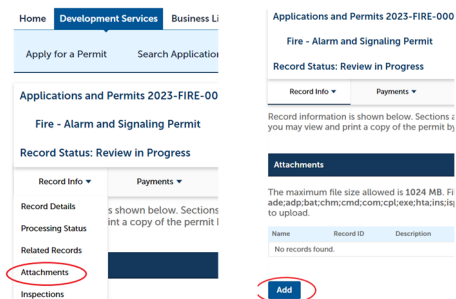 Home Development Services Business Li
Apply for a Permit Search Application
Applications and Permits 2023-FIRE-00
Fire - Alarm and Signaling Permit
Record Status: Review in Progress
Record Info ▼ Payments ▼
Record Details
Processing Status
Related Records
Attachments
Inspections
s shown below. Sections
int a copy of the permit
Applications and Permits 2023-FIRE-000
Fire - Alarm and Signaling Permit
Record Status: Review in Progress
Record Info ▼ Payments ▼
Record information is shown below. Sections a
you may view and print a copy of the permit by
Attachments
The maximum file size allowed is 1024 MB. Fi
ade;adp;bat;chm;cmd;com;cpl;exe;hta;ins;isp
to upload.
Name Record ID Description
No records found.
Add